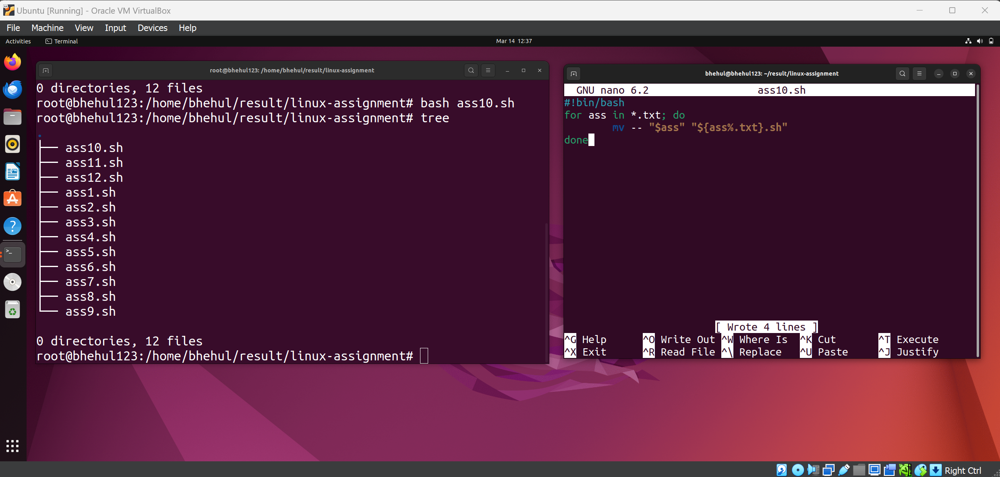 Ubuntu [Running] - Oracle VM VirtualBox
File Machine View Input Devices Help
Activities Terminal Mar 14 12:37
root@bhehul123: /home/bhehul/result/linux-assignment
0 directories, 12 files
root@bhehul123:/home/bhehul/result/linux-assignment# bash ass10.sh
root@bhehul123:/home/bhehul/result/linux-assignment# tree
.
├── ass10.sh
├── ass11.sh
├── ass12.sh
├── ass1.sh
├── ass2.sh
├── ass3.sh
├── ass4.sh
├── ass5.sh
├── ass6.sh
├── ass7.sh
├── ass8.sh
└── ass9.sh
0 directories, 12 files
root@bhehul123:/home/bhehul/result/linux-assignment#
bhehul@bhehul123: ~/result/linux-assignment
GNU nano 6.2 ass10.sh
#!bin/bash
for ass in *.txt; do
mv -- "$ass" "${ass%.txt}.sh"
done
[ Wrote 4 lines ]
^G Help ^O Write Out ^W Where Is ^K Cut ^T Execute
^X Exit ^R Read File ^\ Replace ^U Paste ^J Justify
Right Ctrl